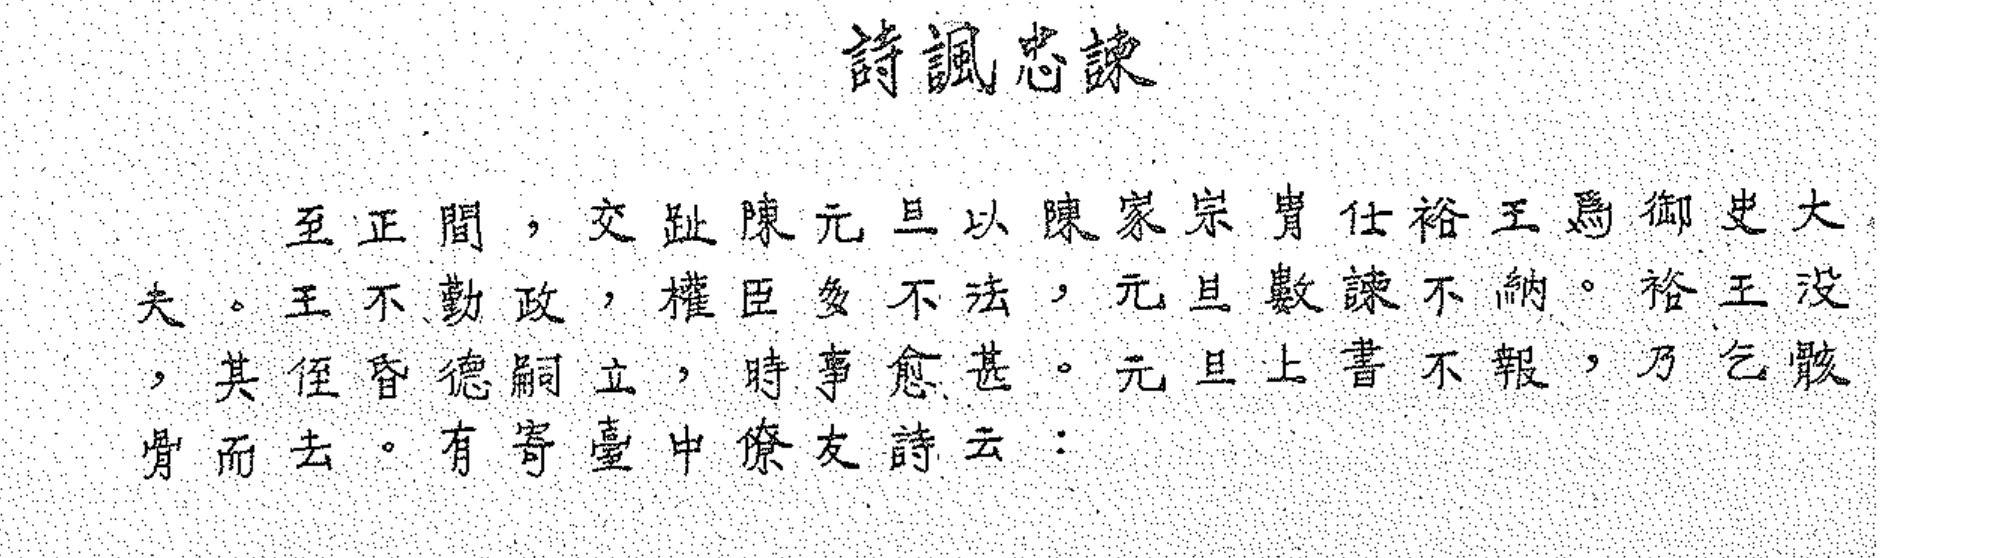 詩諷忠諫
至正間，交趾陳元旦以陳家宗冑仕裕王爲御史大
夫。王不勤政，權臣多不法，元旦數諫不納。裕王没
，其侄昏德嗣立，時事愈甚。元旦上書不報，乃乞骸
骨而去。有寄臺中僚友詩云：